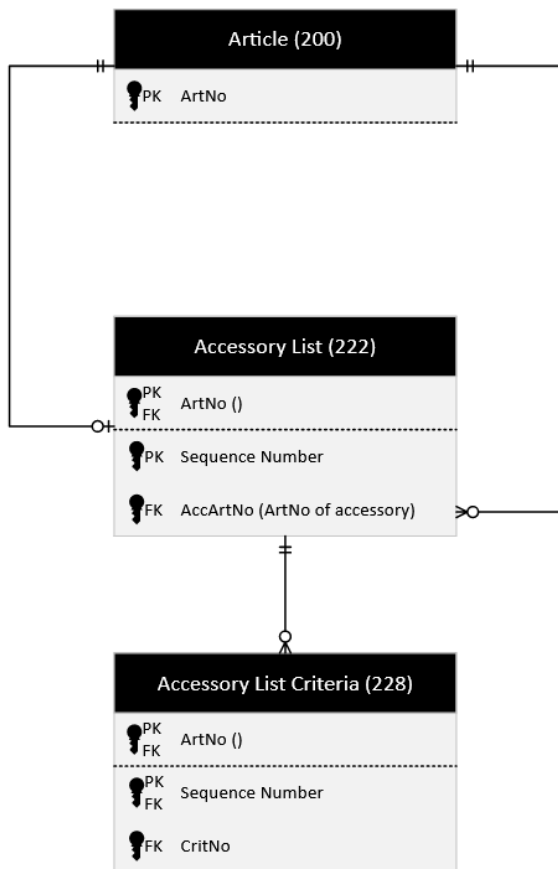 Article (200)
PK ArtNo
Accessory List (222)
PK
FK ArtNo ()
PK Sequence Number
FK AccArtNo (ArtNo of accessory)
Accessory List Criteria (228)
PK
FK ArtNo ()
PK
FK Sequence Number
FK CritNo